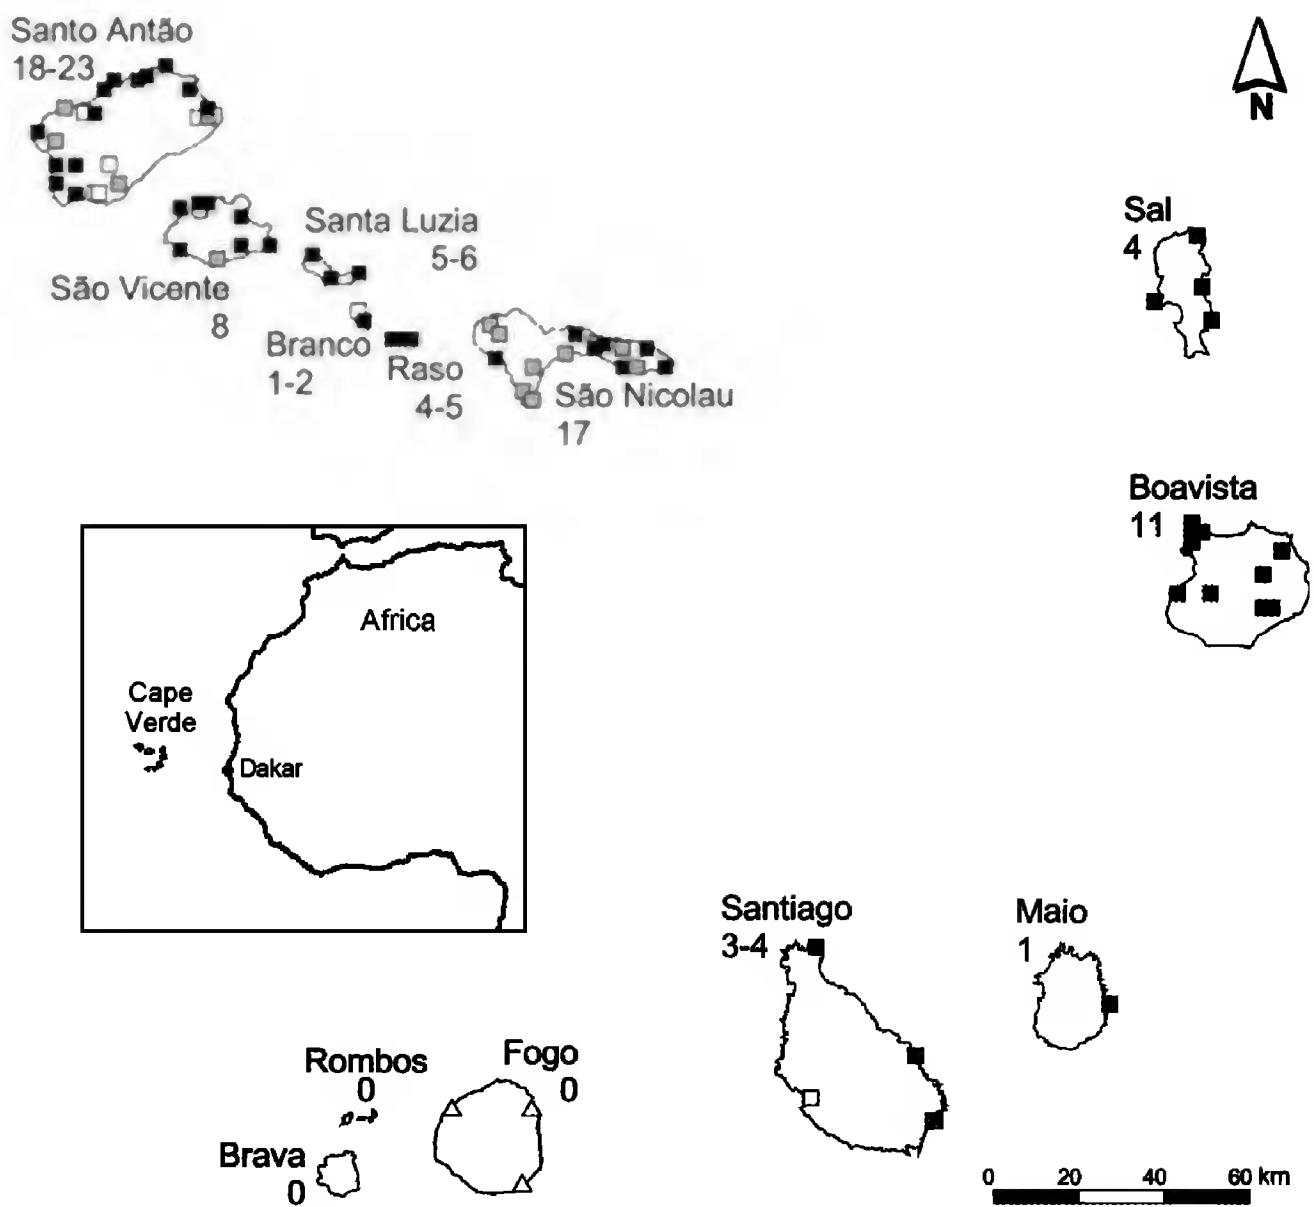 Santo Antão
18-23
N
Sal
4
Santa Luzia
5-6
São Vicente
8
Branco
1-2
Raso
4-5
São Nicolau
17
Boavista
11
Africa
Cape
Verde
Dakar
Santiago
3-4
Maio
1
Rombos
0
Fogo
0
Brava
0
0 20 40 60 km